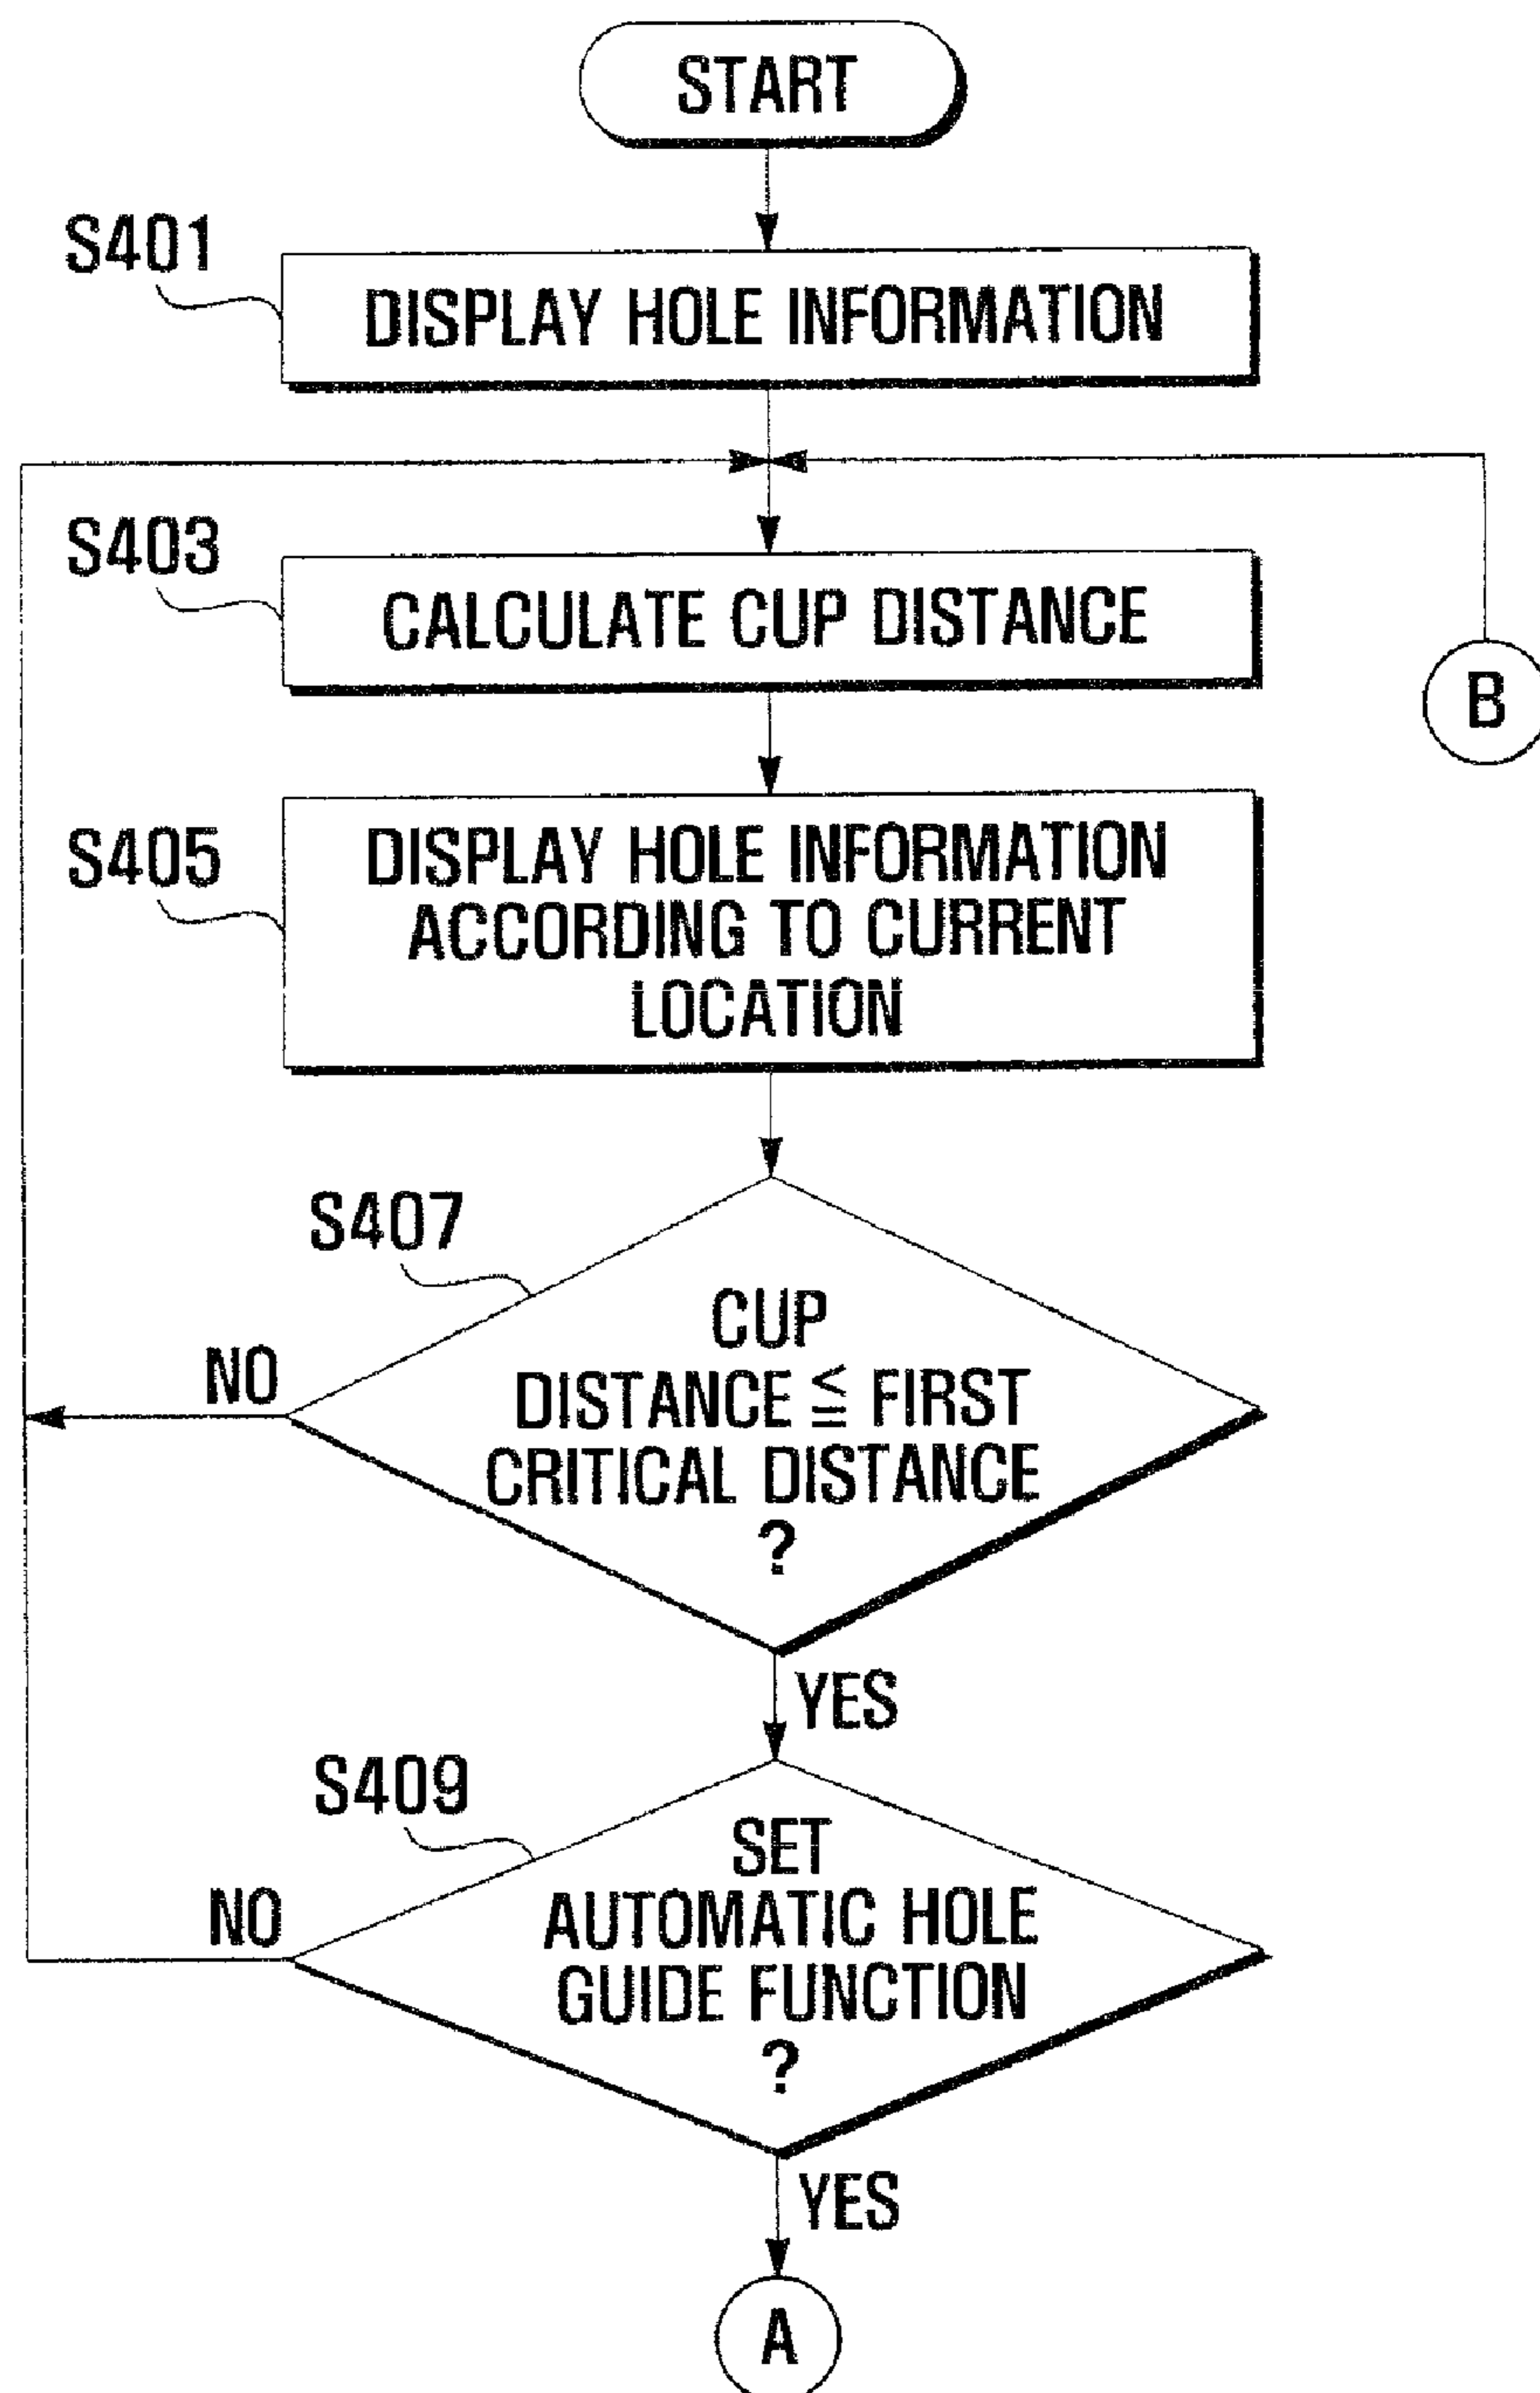 START
S401
DISPLAY HOLE INFORMATION
S403
CALCULATE CUP DISTANCE
B
S405
DISPLAY HOLE INFORMATION
ACCORDING TO CURRENT
LOCATION
S407
CUP
DISTANCE ≦ FIRST
CRITICAL DISTANCE
?
NO
YES
S409
SET
AUTOMATIC HOLE
GUIDE FUNCTION
?
NO
YES
A